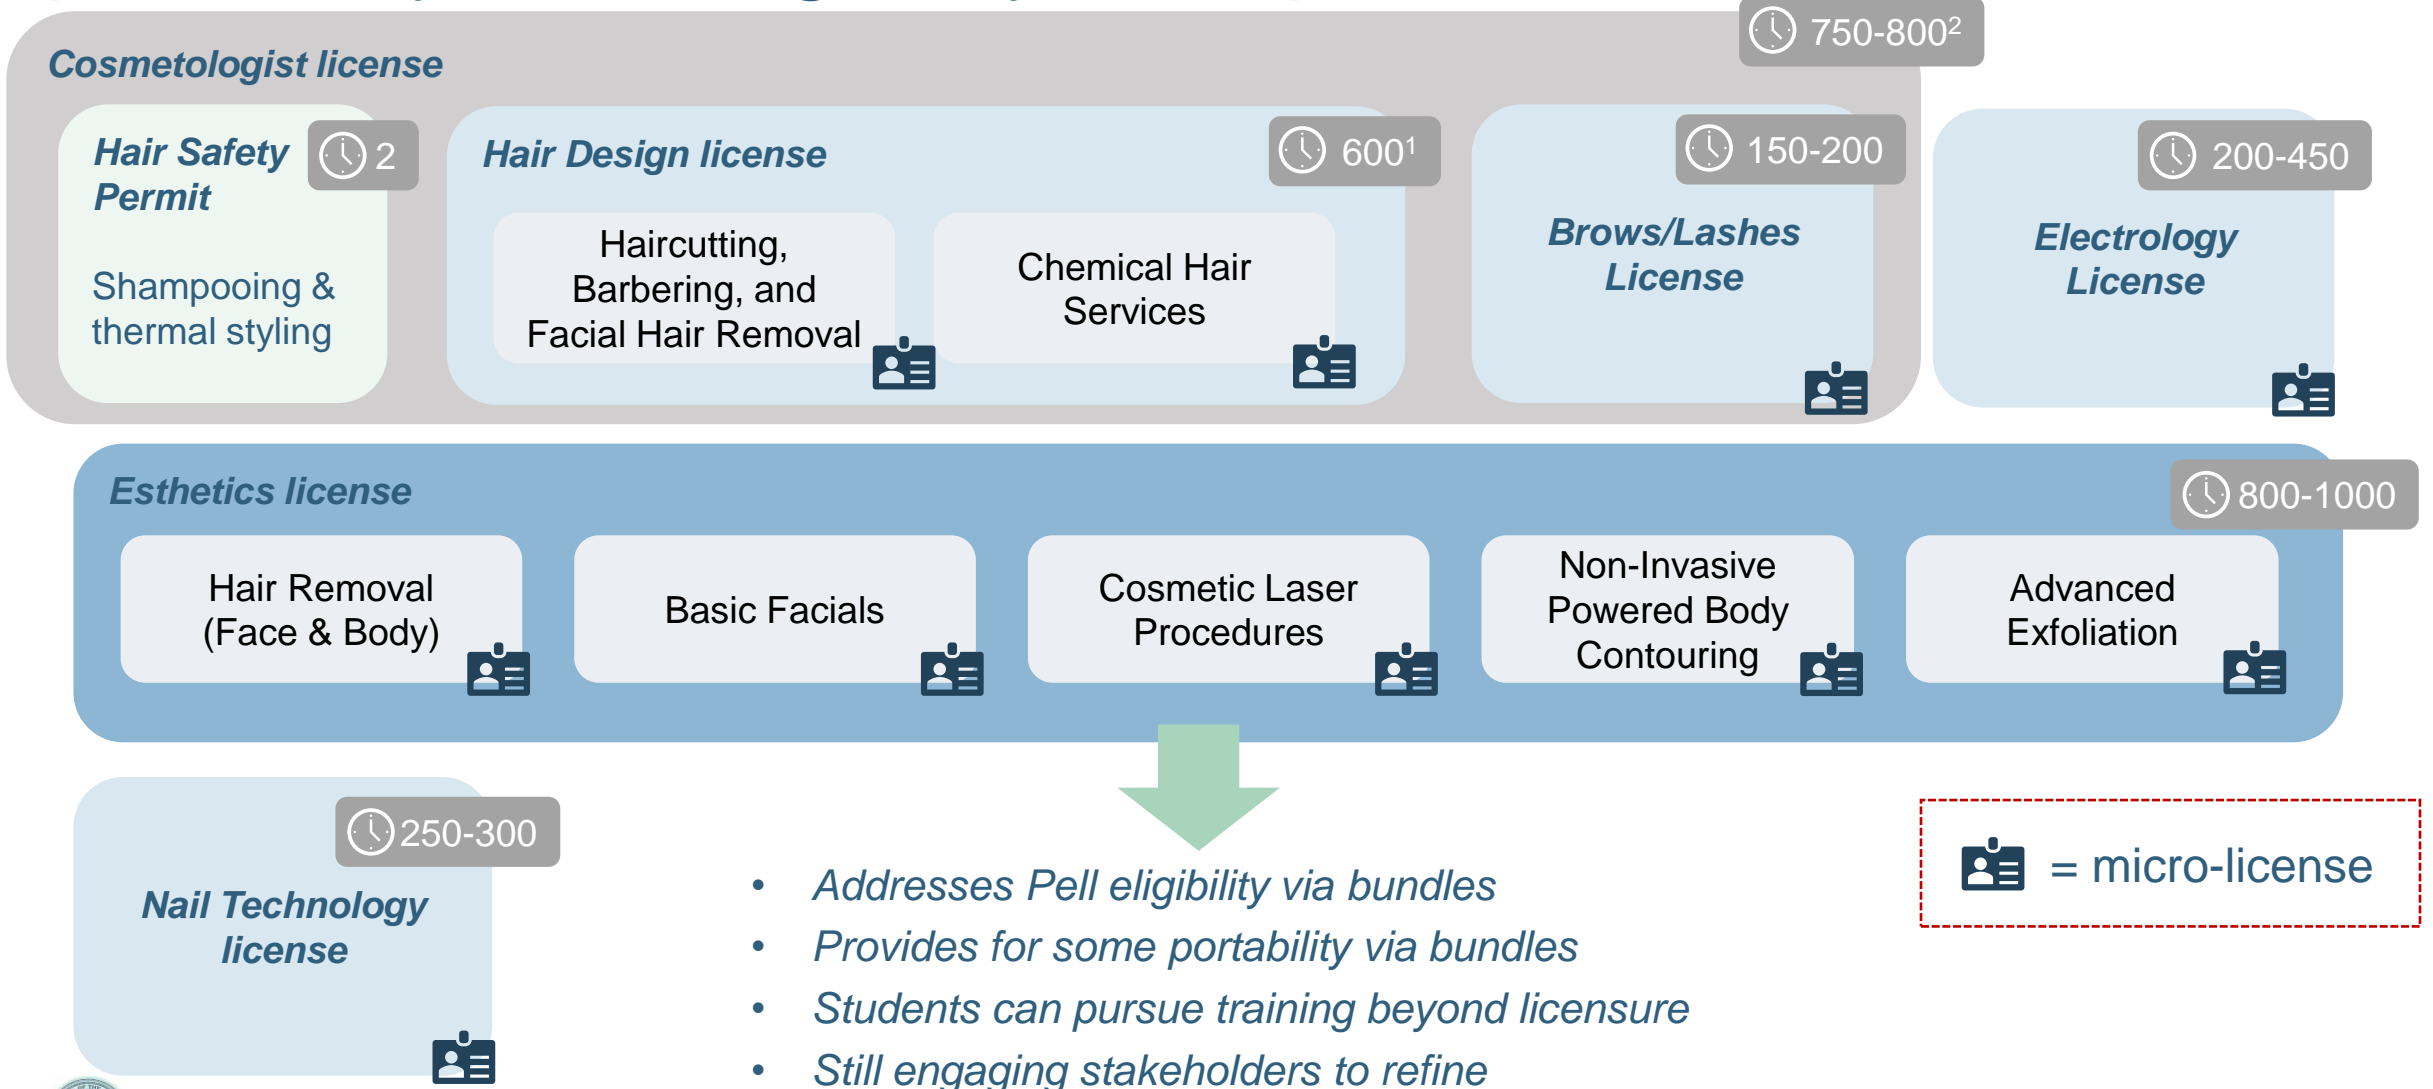 Cosmetologist license
750-800²
Hair Safety
Permit
2
Shampooing &
thermal styling
Hair Design license
600¹
Haircutting,
Barbering, and
Facial Hair Removal
Chemical Hair
Services
150-200
Brows/Lashes
License
200-450
Electrology
License
Esthetics license
800-1000
Hair Removal
(Face & Body)
Basic Facials
Cosmetic Laser
Procedures
Non-Invasive
Powered Body
Contouring
Advanced
Exfoliation
250-300
Nail Technology
license
• Addresses Pell eligibility via bundles
• Provides for some portability via bundles
• Students can pursue training beyond licensure
• Still engaging stakeholders to refine
= micro-license